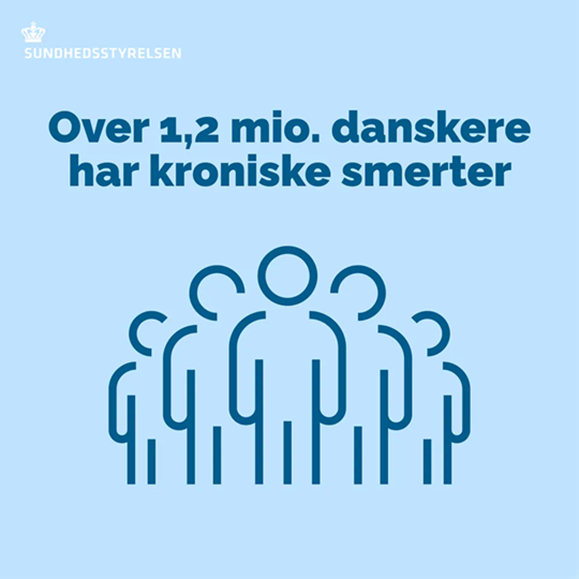 SUNDHEDSSTYRELSEN
Over 1,2 mio. danskere
har kroniske smerter